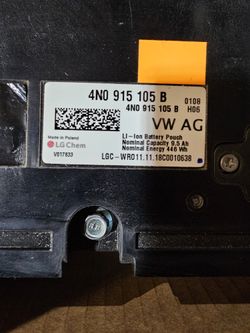 4N0 915 105 B
4N0 915 105 B
0108
H06
VW AG
Made in Poland
LG Chem
V017833
Li-Ion Battery Pouch
Nominal Capacity 9,5 Ah
Nominal Energy 446 Wh
LGC-WR011.11.18C0010638